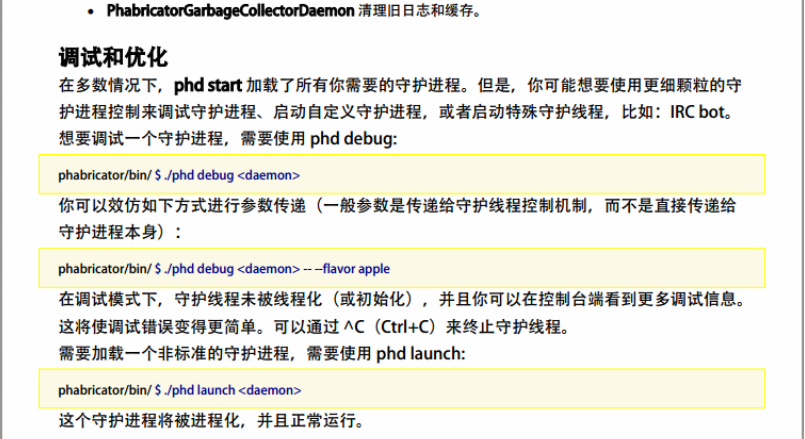 • PhabricatorGarbageCollectorDaemon 清理旧日志和缓存。
调试和优化
在多数情况下，phd start 加载了所有你需要的守护进程。但是，你可能想要使用更细颗粒的守
护进程控制来调试守护进程、启动自定义守护进程，或者启动特殊守护线程，比如：IRC bot。
想要调试一个守护进程，需要使用 phd debug:
phabricator/bin/ $ ./phd debug <daemon>
你可以效仿如下方式进行参数传递（一般参数是传递给守护线程控制机制，而不是直接传递给
守护进程本身）：
phabricator/bin/ $ ./phd debug <daemon> -- --flavor apple
在调试模式下，守护线程未被线程化（或初始化），并且你可以在控制台端看到更多调试信息。
这将使调试错误变得更简单。可以通过 ^C（Ctrl+C）来终止守护线程。
需要加载一个非标准的守护进程，需要使用 phd launch:
phabricator/bin/ $ ./phd launch <daemon>
这个守护进程将被进程化，并且正常运行。